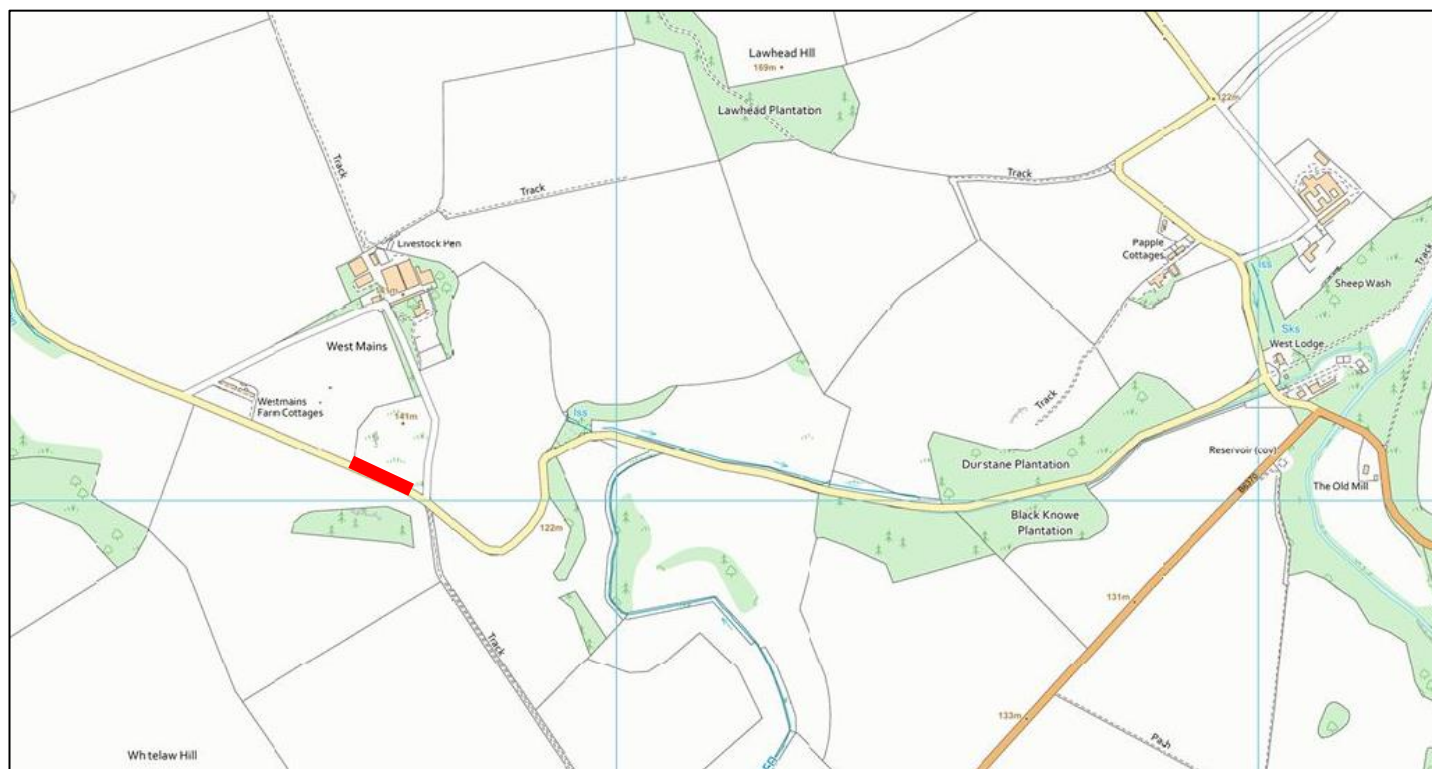 Lawhead Hill
169m
Lawhead Plantation
122m
Track
Track
Track
Livestock Pen
Papple
Cottages
Iss
Track
Sheep Wash
Sks
West Lodge
West Mains
Westmains
Farm Cottages
141m
Iss
Track
Durstane Plantation
Reservoir (cov)
B6370
The Old Mill
Black Knowe
Plantation
122m
131m
Track
133m
Path
Whitelaw Hill